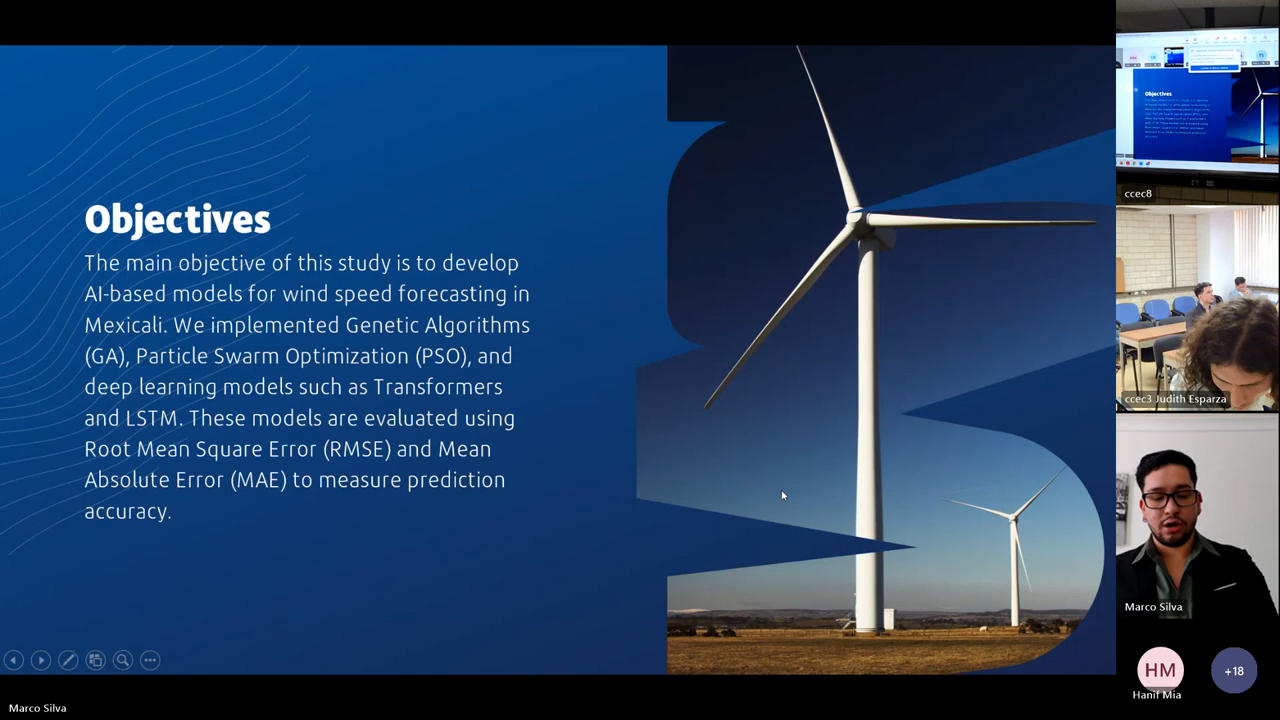 Objectives
The main objective of this study is to develop
AI-based models for wind speed forecasting in
Mexicali. We implemented Genetic Algorithms
(GA), Particle Swarm Optimization (PSO), and
deep learning models such as Transformers
and LSTM. These models are evaluated using
Root Mean Square Error (RMSE) and Mean
Absolute Error (MAE) to measure prediction
accuracy.
Marco Silva
Objectives
ccec8
ccec3 Judith Esparza
Marco Silva
HM
Hanif Mia
+18